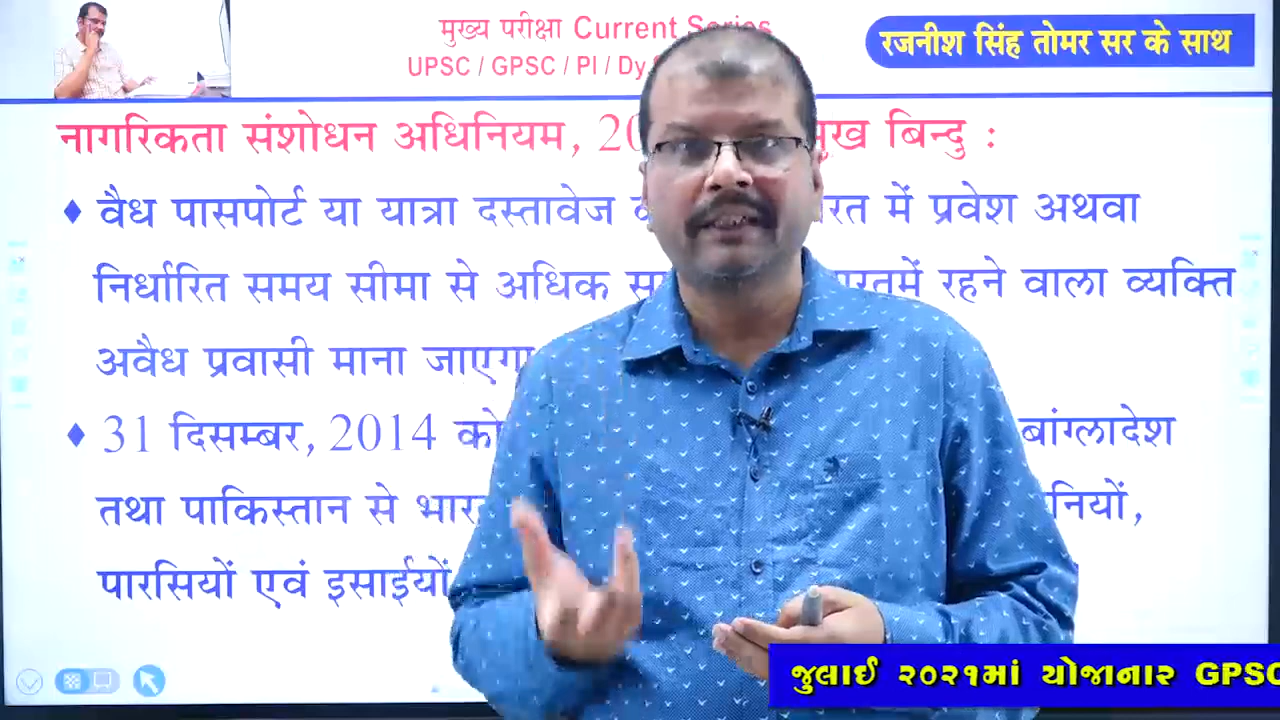 मुख्य परीक्षा Current Series
UPSC / GPSC / PI / Dy
रजनीश सिंह तोमर सर के साथ
नागरिकता संशोधन अधिनियम, 20 बिन्दु :
♦ वैध पासपोर्ट या यात्रा दस्तावेज में प्रवेश अथवा
निर्धारित समय सीमा से अधिक रहने वाला व्यक्ति
अवैध प्रवासी माना जाएगा
♦ 31 दिसम्बर, 2014 को बांग्लादेश
तथा पाकिस्तान से
पारसियों एवं इसाईयों
જુલાઈ ૨૦૨૧માં યોજાનાર GPSC